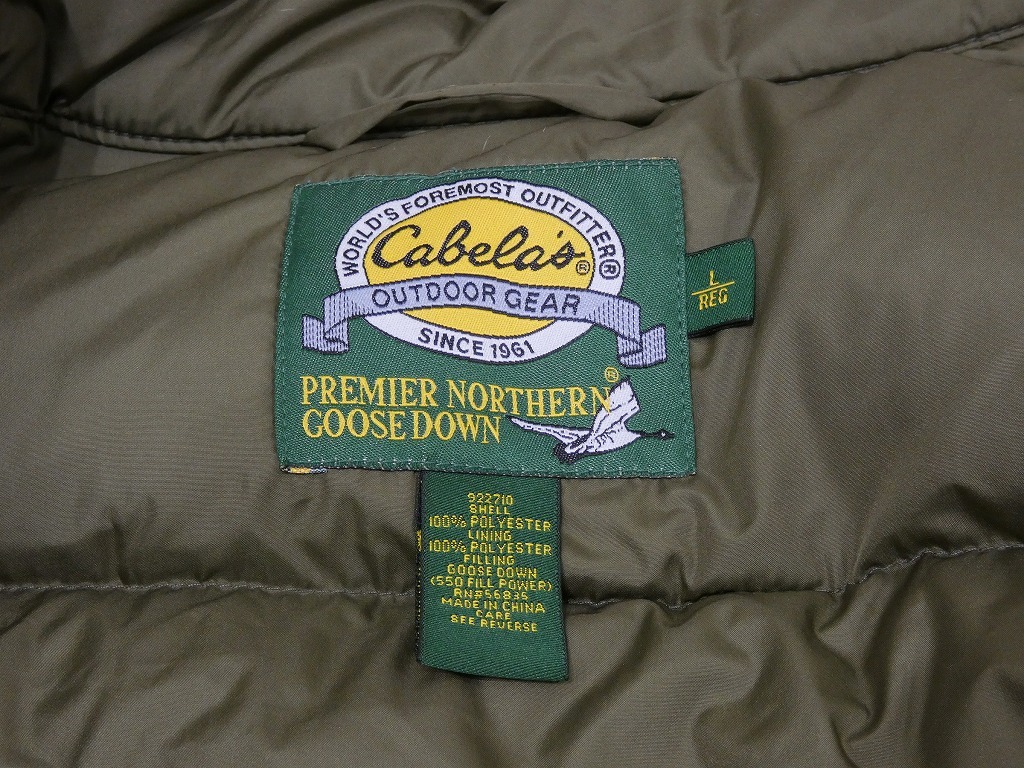 WORLD'S FOREMOST OUTFITTER®
Cabela's®
OUTDOOR GEAR
SINCE 1961
PREMIER NORTHERN®
GOOSE DOWN
L
REG
922710
SHELL
100% POLYESTER
LINING
100% POLYESTER
FILLING
GOOSE DOWN
(550 FILL POWER)
RN#56835
MADE IN CHINA
CARE
SEE REVERSE